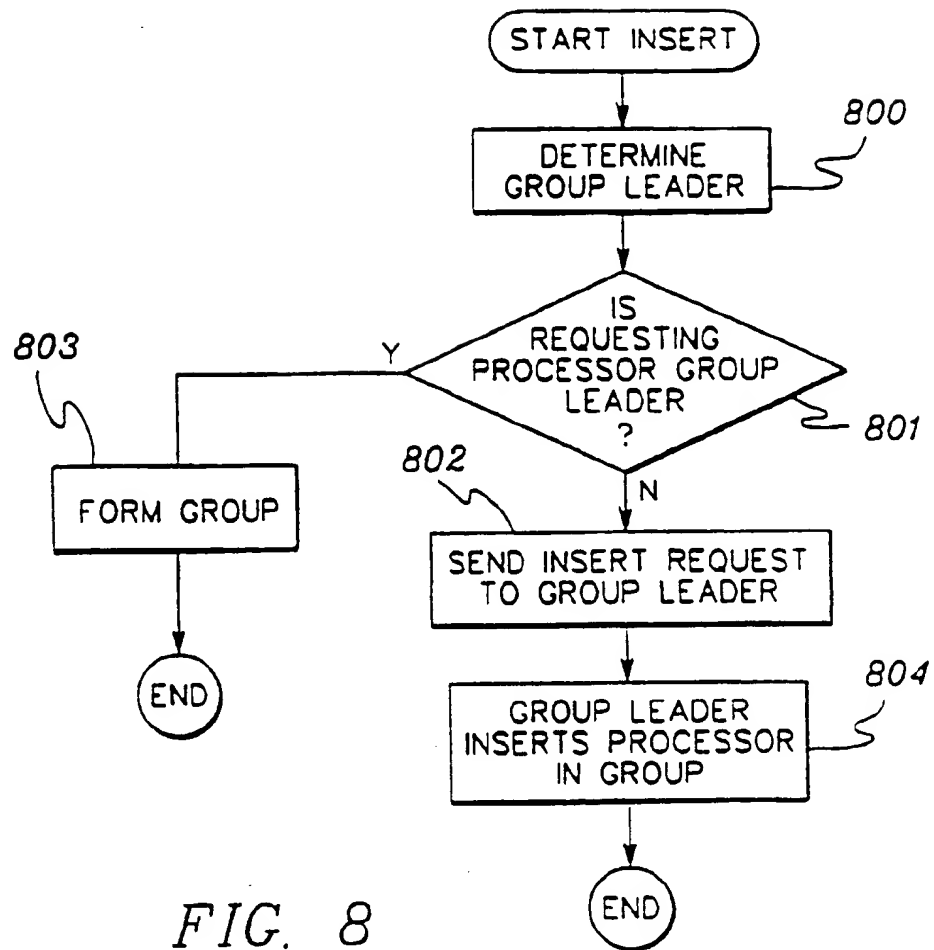 START INSERT
800
DETERMINE
GROUP LEADER
IS
REQUESTING
PROCESSOR GROUP
LEADER
?
801
Y
803
FORM GROUP
END
N
802
SEND INSERT REQUEST
TO GROUP LEADER
804
GROUP LEADER
INSERTS PROCESSOR
IN GROUP
END
FIG. 8